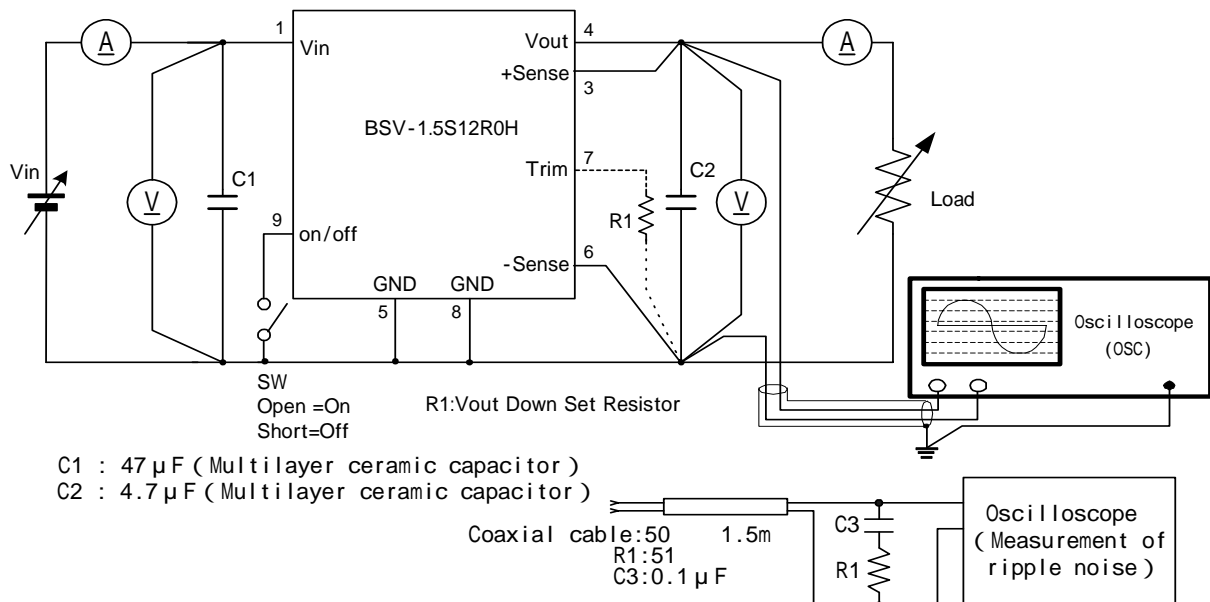 A
1
Vin
Vout
4
A
+Sense
3
BSV-1.5S12R0H
Vin
V
C1
Trim
7
C2
V
R1
Load
9
on/off
-Sense
6
GND
GND
5
8
Oscilloscope
(OSC)
SW
Open =On
Short=Off
R1:Vout Down Set Resistor
C1 : 47μF(Multilayer ceramic capacitor)
C2 : 4.7μF(Multilayer ceramic capacitor)
Coaxial cable:50 1.5m
R1:51
C3:0.1μF
C3
R1
Oscilloscope
(Measurement of
ripple noise)